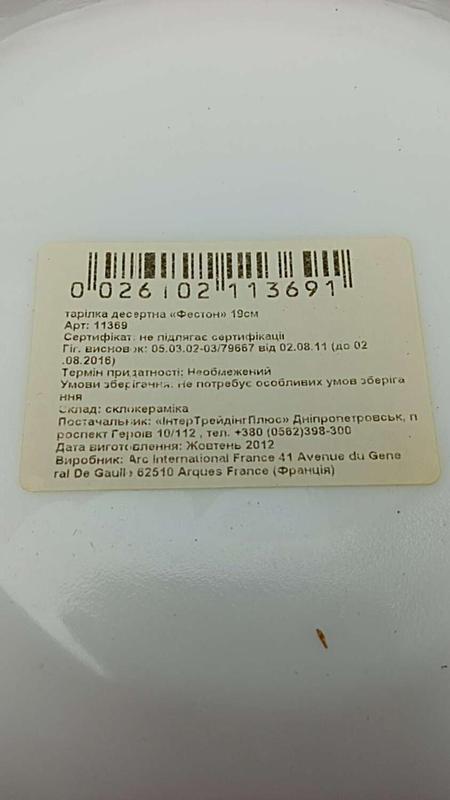 0 026102 113691
тарілка десертна «Фестон» 19см
Арт: 11369
Сертифікат: не підлягає сертифікації
Гіг. висновок: 05.03.02-03/79667 від 02.08.11 (до 02
.08.2016)
Термін придатності: Необмежений
Умови зберігання: не потребує особливих умов зберіга
ння
Склад: склокераміка
Постачальник: «ІнтерТрейдінгПлюс» Дніпропетровськ, п
роспект Героїв 10/112 , тел. +380 (0562)398-300
Дата виготовлення: Жовтень 2012
Виробник: Arc International France 41 Avenue du Gene
ral De Gaulle 62510 Arques France (Франція)